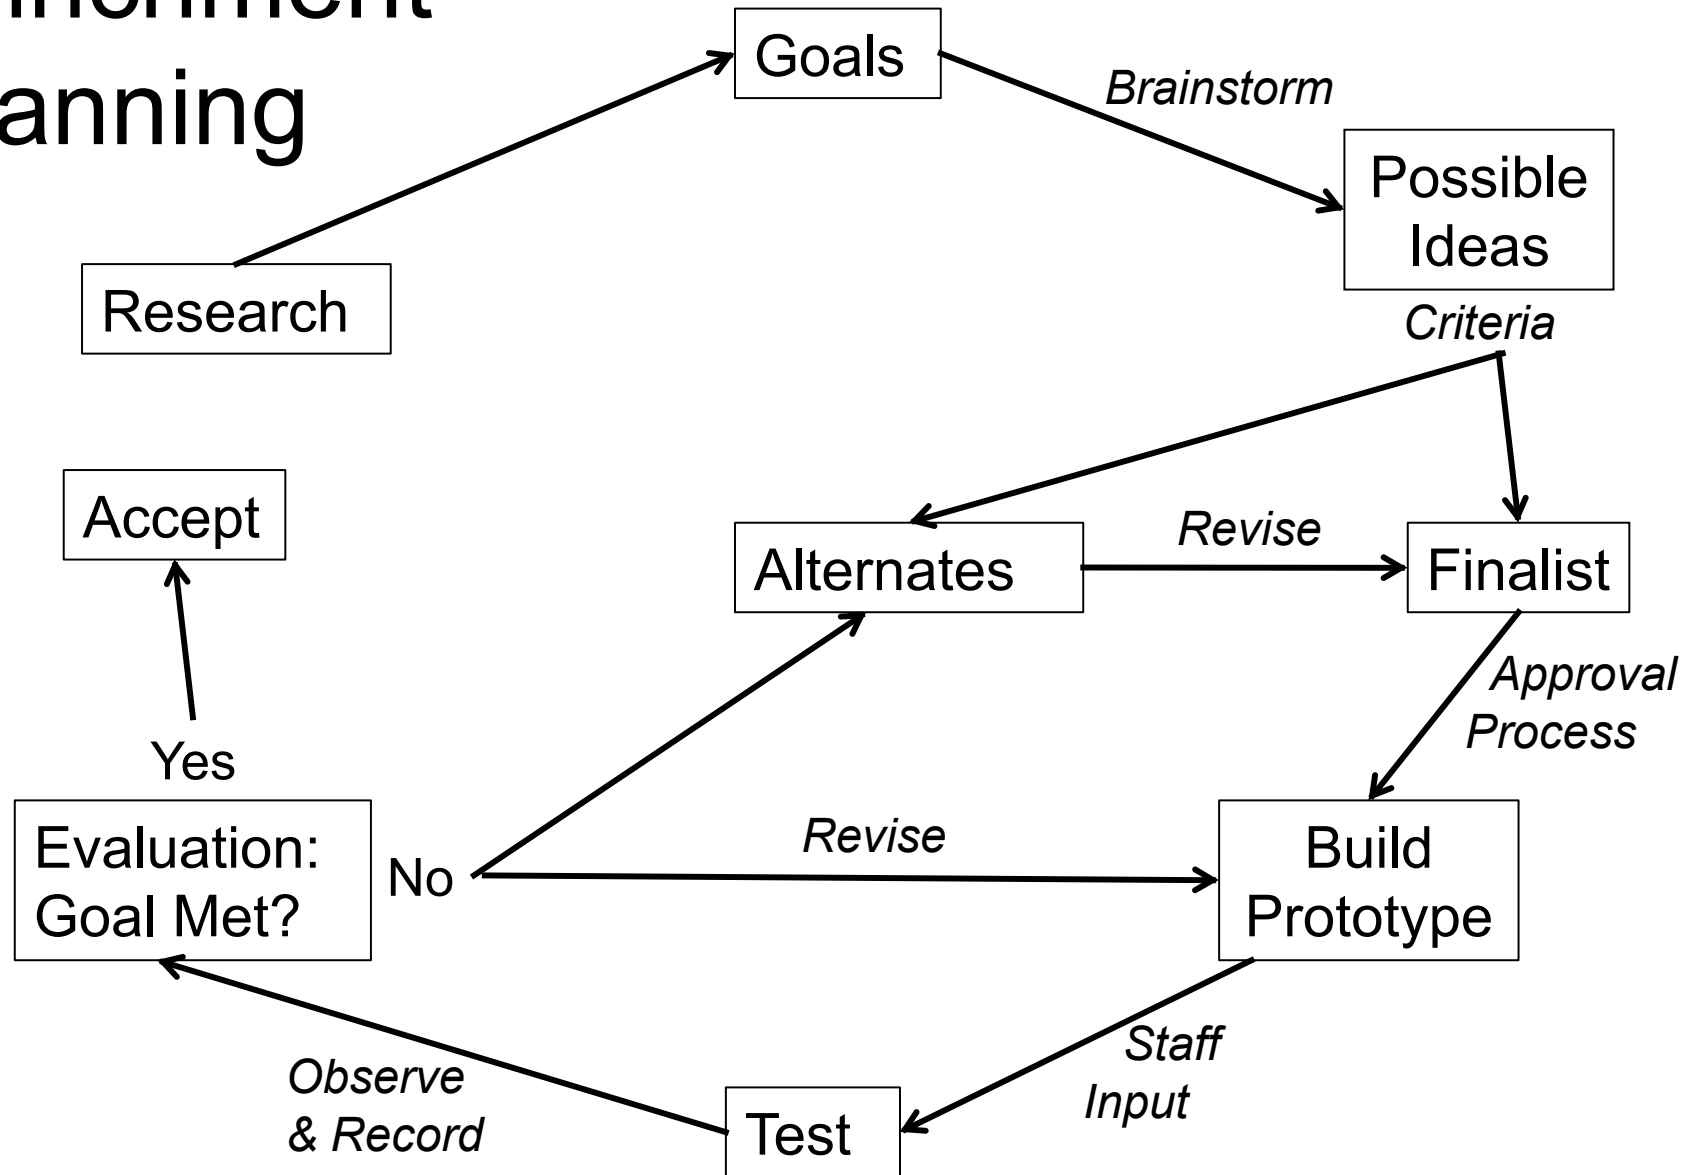 Goals
Brainstorm
Possible
Ideas
Research
Criteria
Accept
Alternates
Revise
Finalist
Approval
Process
Yes
Evaluation:
Goal Met?
No
Revise
Build
Prototype
Staff
Input
Observe
& Record
Test